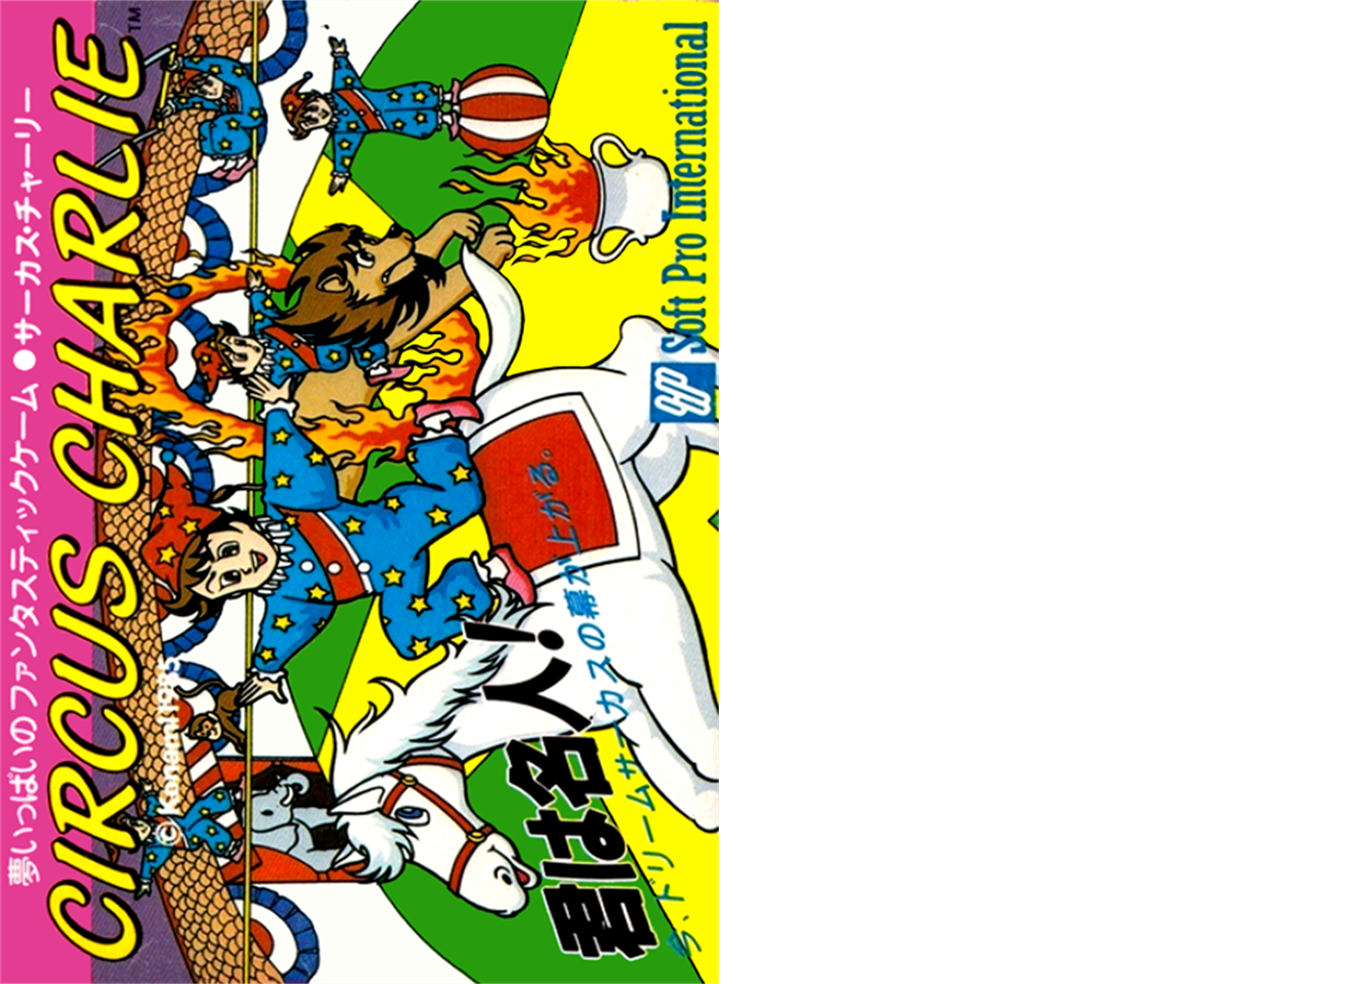 夢いっぱいのファンタスティックゲーム●サーカス・チャーリー
CIRCUS CHARLIE™
© Konami 1985
君は名人!
今、ドリームサーカスの幕が上がる。
SP Soft Pro International